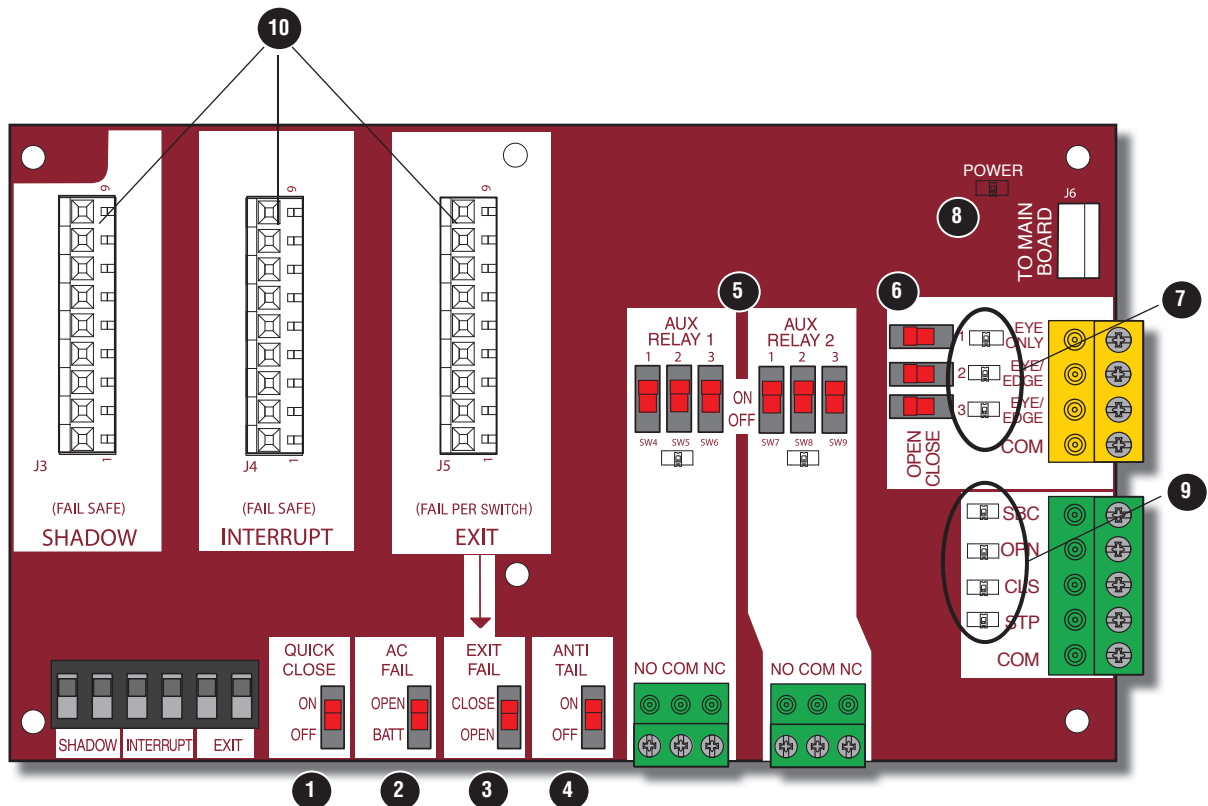 10
POWER
8
J6
TO MAIN
BOARD
9
9
9
5
6
7
AUX
RELAY 1
1 2 3
AUX
RELAY 2
1 2 3
ON
OFF
SW4 SW5 SW6
SW7 SW8 SW9
1 EYE
ONLY
2 EYE/
EDGE
3 EYE/
EDGE
COM
OPEN
CLOSE
J3
1
J4
1
J5
1
(FAIL SAFE)
SHADOW
(FAIL SAFE)
INTERRUPT
(FAIL PER SWITCH)
EXIT
9
SBC
OPN
CLS
STP
COM
QUICK
CLOSE
ON
OFF
AC
FAIL
OPEN
BATT
EXIT
FAIL
CLOSE
OPEN
ANTI
TAIL
ON
OFF
NO COM NC
NO COM NC
SHADOW
INTERRUPT
EXIT
1
2
3
4